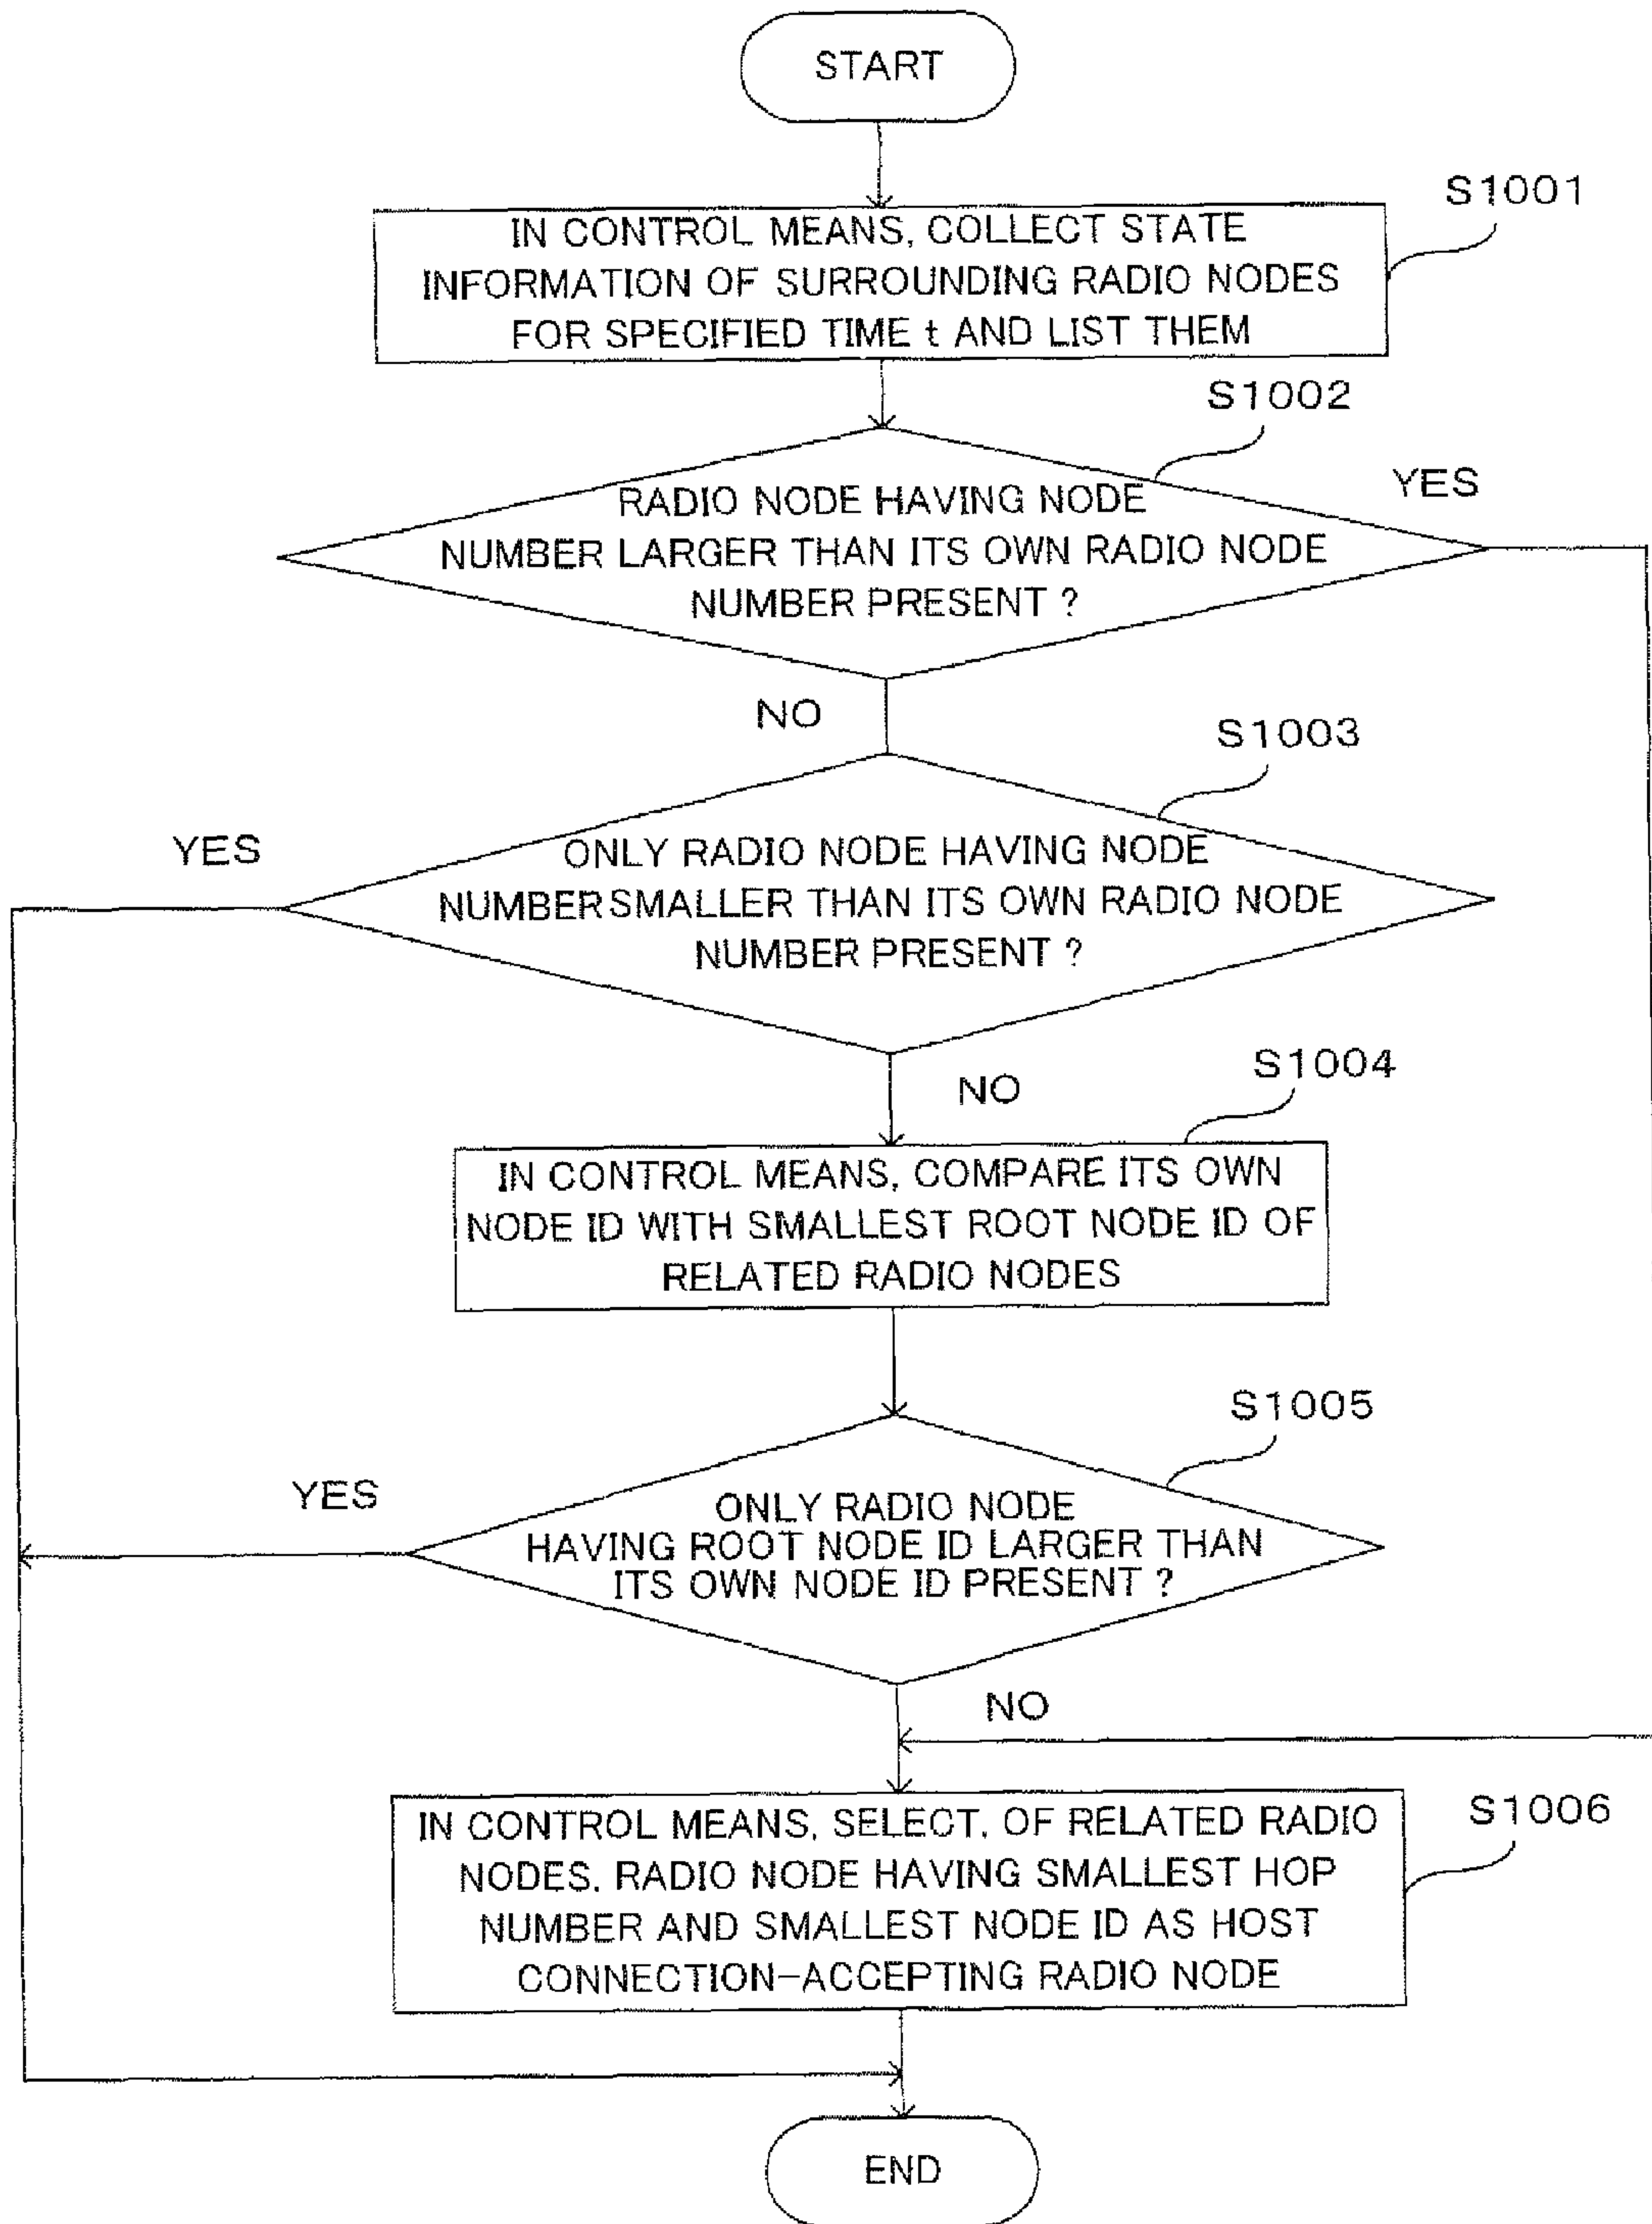 START
S1001
IN CONTROL MEANS, COLLECT STATE
INFORMATION OF SURROUNDING RADIO NODES
FOR SPECIFIED TIME t AND LIST THEM
S1002
YES
RADIO NODE HAVING NODE
NUMBER LARGER THAN ITS OWN RADIO NODE
NUMBER PRESENT ?
NO
S1003
YES
ONLY RADIO NODE HAVING NODE
NUMBER SMALLER THAN ITS OWN RADIO NODE
NUMBER PRESENT ?
NO
S1004
IN CONTROL MEANS, COMPARE ITS OWN
NODE ID WITH SMALLEST ROOT NODE ID OF
RELATED RADIO NODES
S1005
YES
ONLY RADIO NODE
HAVING ROOT NODE ID LARGER THAN
ITS OWN NODE ID PRESENT ?
NO
S1006
IN CONTROL MEANS, SELECT, OF RELATED RADIO
NODES, RADIO NODE HAVING SMALLEST HOP
NUMBER AND SMALLEST NODE ID AS HOST
CONNECTION-ACCEPTING RADIO NODE
END